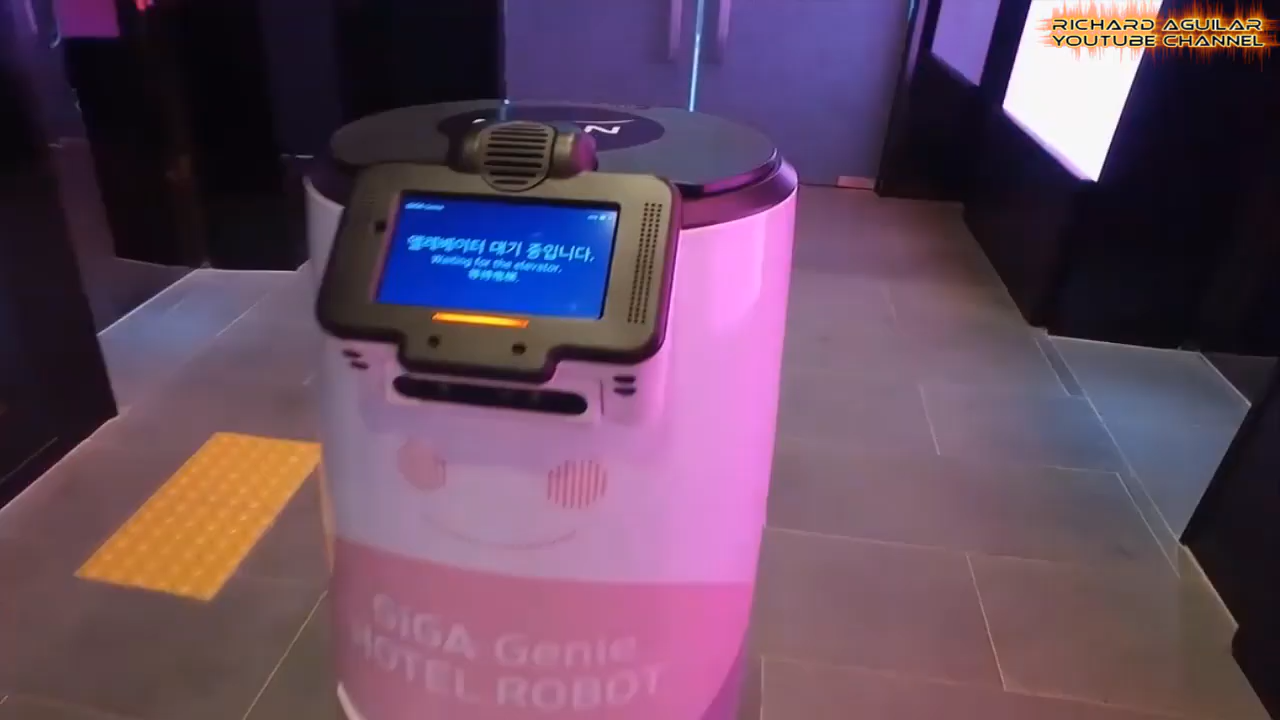 RICHARD AGUILAR
YOUTUBE CHANNEL
엘리베이터 대기 중입니다.
Waiting for the elevator.
GiGA Genie
HOTEL ROBOT